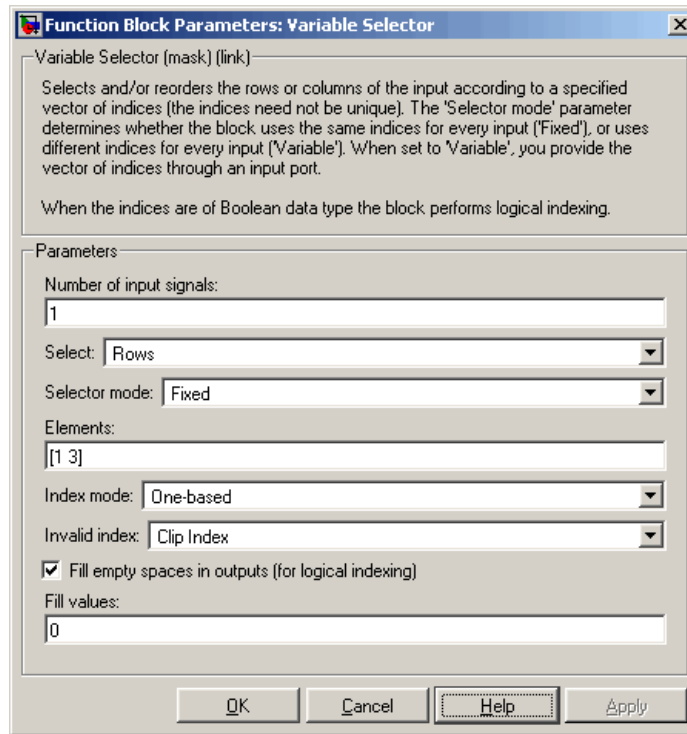 Function Block Parameters: Variable Selector
Variable Selector (mask) (link)
Selects and/or reorders the rows or columns of the input according to a specified
vector of indices (the indices need not be unique). The 'Selector mode' parameter
determines whether the block uses the same indices for every input ('Fixed'), or uses
different indices for every input ('Variable'). When set to 'Variable', you provide the
vector of indices through an input port.
When the indices are of Boolean data type the block performs logical indexing.
Parameters
Number of input signals:
1
Select: Rows
Selector mode: Fixed
Elements:
[1 3]
Index mode: One-based
Invalid index: Clip Index
Fill empty spaces in outputs (for logical indexing)
Fill values:
0
OK Cancel Help Apply